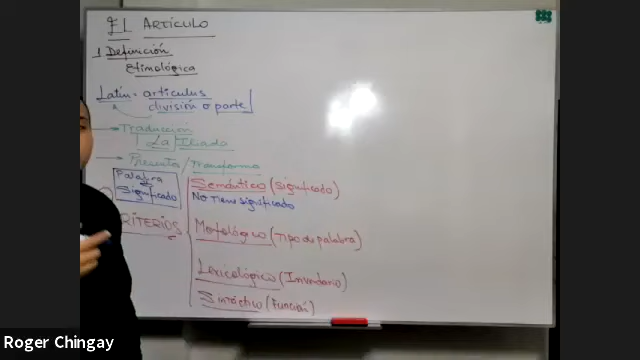 El ARTÍCULO
1. Definición
Etimológica
Latín: artículus
división o parte
Traducción
La Iliada
Presenta / Transforma
Palabra
Significado
CRITERIOS
Semántico (significado)
No Tiene significado
Morfológico (Tipo de palabra)
Lexicológico (Inventario)
Sintáctico (Función)
Roger Chingay